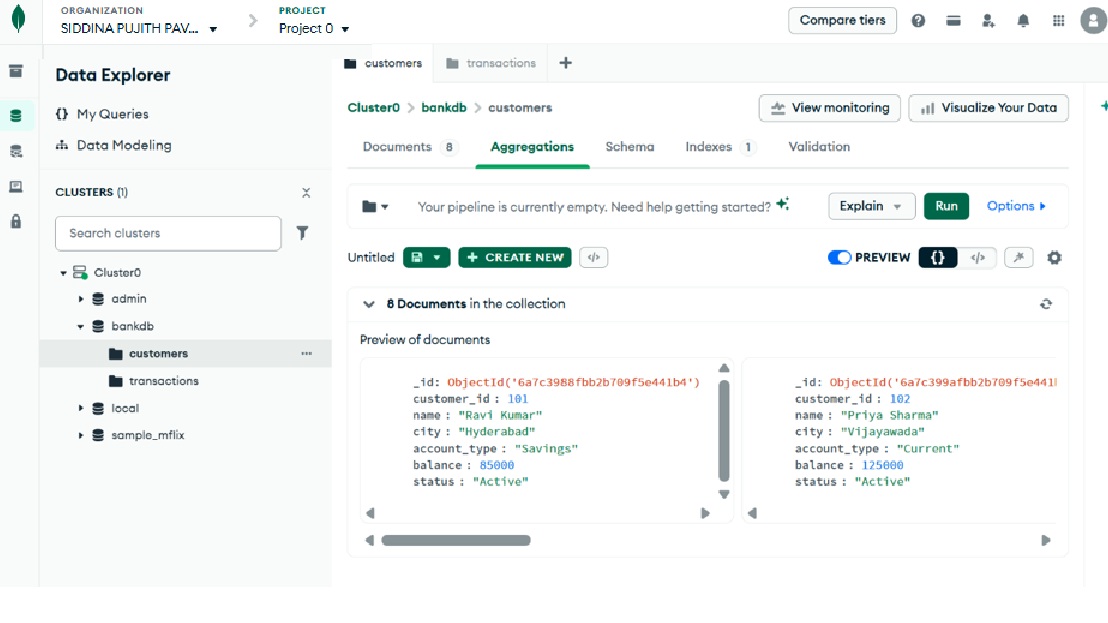 ORGANIZATION
SIDDINA PUJITH PAV...
PROJECT
Project 0
Compare tiers
Data Explorer
My Queries
Data Modeling
CLUSTERS (1)
Search clusters
Cluster0
admin
bankdb
customers
transactions
local
sample_mflix
customers
transactions
Cluster0 > bankdb > customers
View monitoring
Visualize Your Data
Documents 8
Aggregations
Schema
Indexes 1
Validation
Your pipeline is currently empty. Need help getting started?
Explain
Run
Options
Untitled
+ CREATE NEW
</>
PREVIEW
{}
</>
8 Documents in the collection
Preview of documents
_id: ObjectId('6a7c3988fbb2b709f5e441b4')
customer_id : 101
name : "Ravi Kumar"
city : "Hyderabad"
account_type : "Savings"
balance : 85000
status : "Active"
_id: ObjectId('6a7c399afbb2b709f5e441
customer_id : 102
name : "Priya Sharma"
city : "Vijayawada"
account_type : "Current"
balance : 125000
status : "Active"